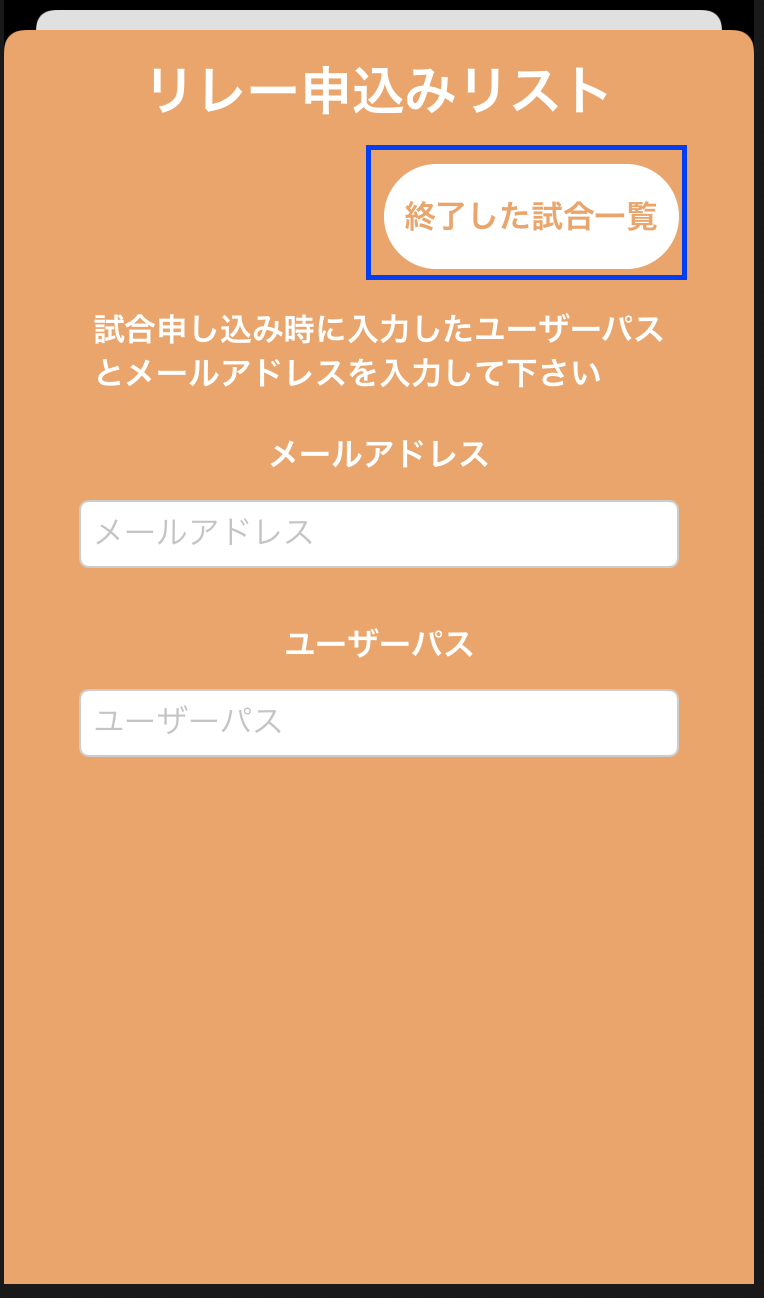 リレー申込みリスト
終了した試合一覧
試合申し込み時に入力したユーザーパス
とメールアドレスを入力して下さい
メールアドレス
メールアドレス
ユーザーパス
ユーザーパス